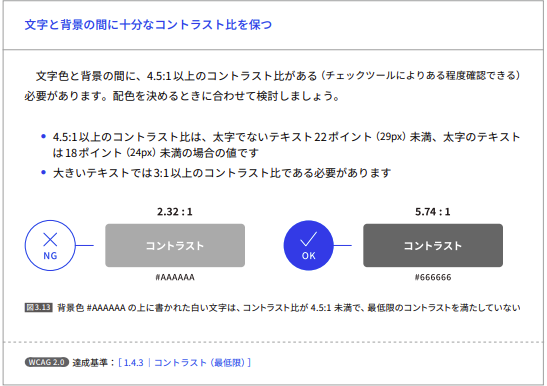 文字と背景の間に十分なコントラスト比を保つ
文字色と背景の間に、4.5:1以上のコントラスト比がある（チェックツールによりある程度確認できる）
必要があります。配色を決めるときに合わせて検討しましょう。
• 4.5:1以上のコントラスト比は、太字でないテキスト22ポイント（29px）未満、太字のテキスト
は18ポイント（24px）未満の場合の値です
• 大きいテキストでは3:1以上のコントラスト比である必要があります
2.32 : 1
NG
コントラスト
#AAAAAA
5.74 : 1
OK
コントラスト
#666666
図3.13 背景色 #AAAAAA の上に書かれた白い文字は、コントラスト比が 4.5:1 未満で、最低限のコントラストを満たしていない
WCAG 2.0 達成基準：［ 1.4.3｜コントラスト（最低限）］